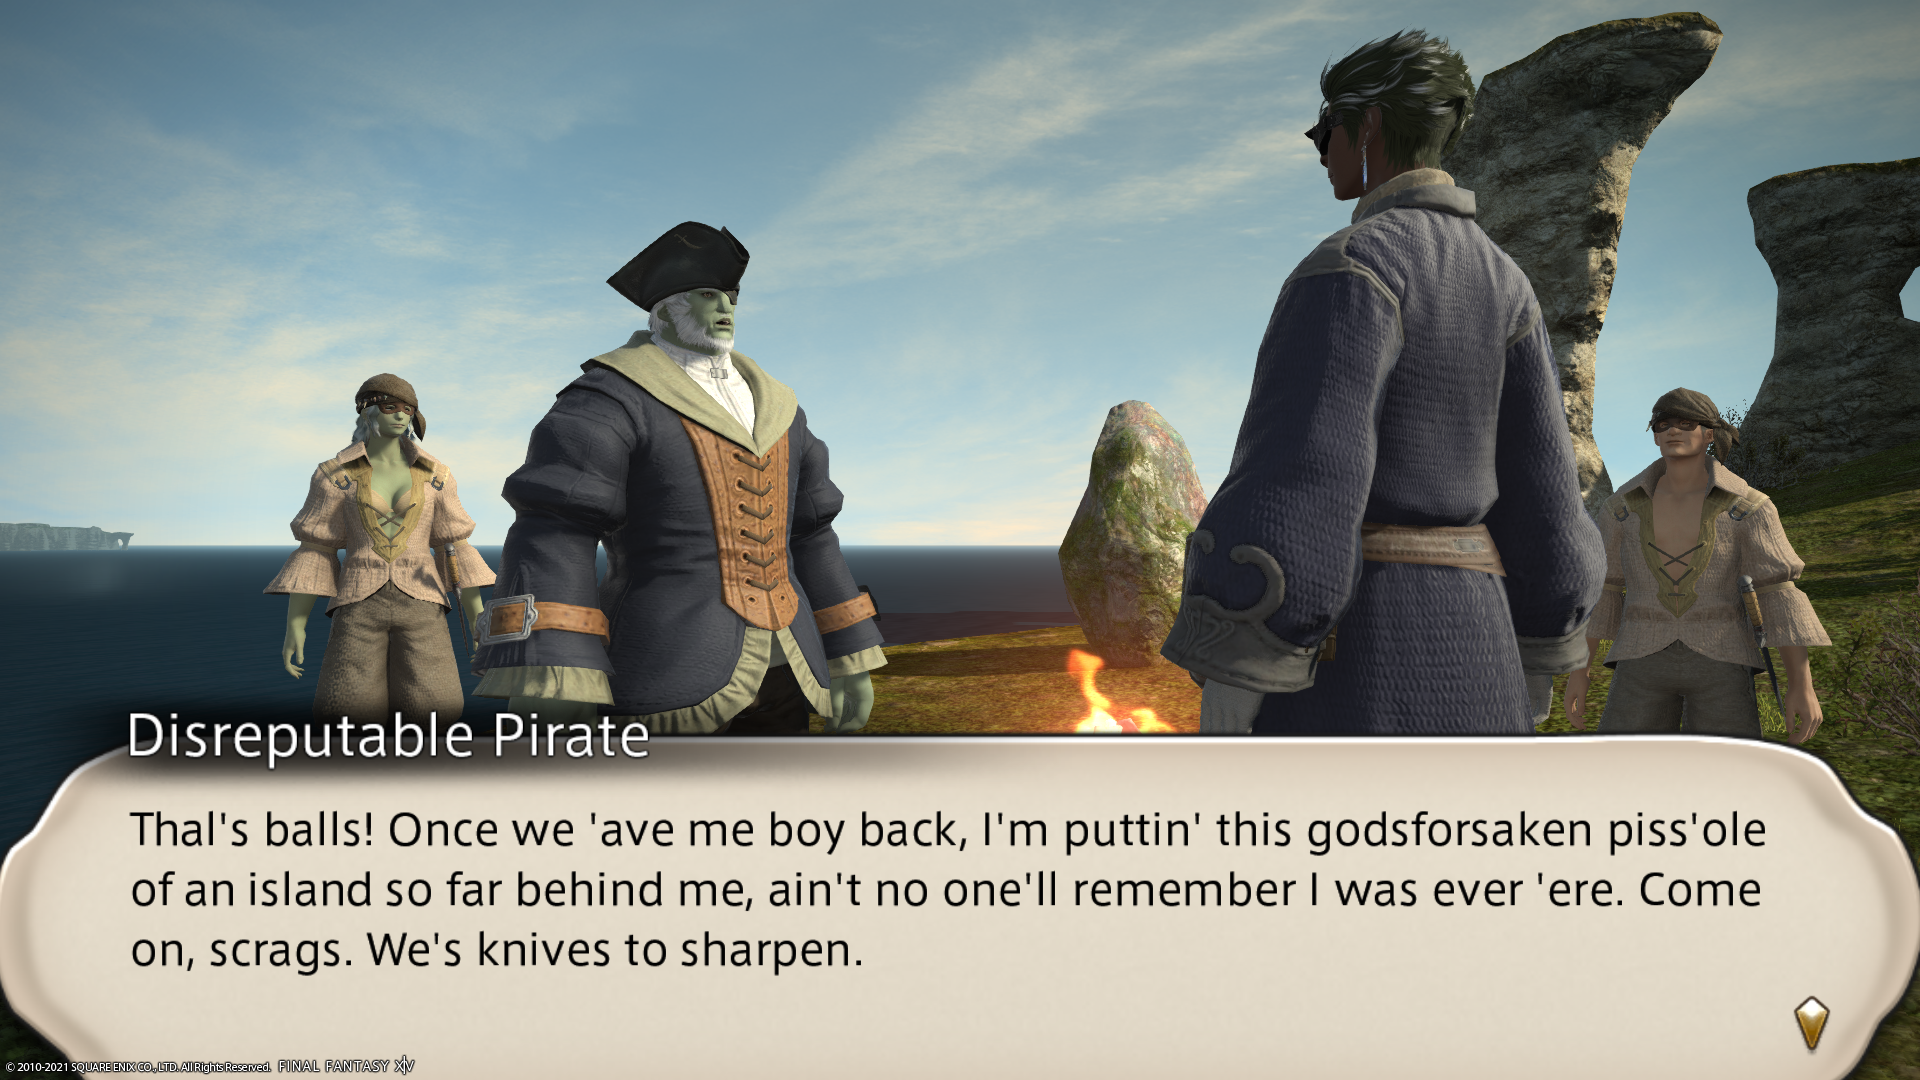 Disreputable Pirate
Thal's balls! Once we 'ave me boy back, I'm puttin' this godsforsaken piss'ole
of an island so far behind me, ain't no one'll remember I was ever 'ere. Come
on, scrags. We's knives to sharpen.
© 2010-2021 SQUARE ENIX CO., LTD. All Rights Reserved. FINAL FANTASY XIV